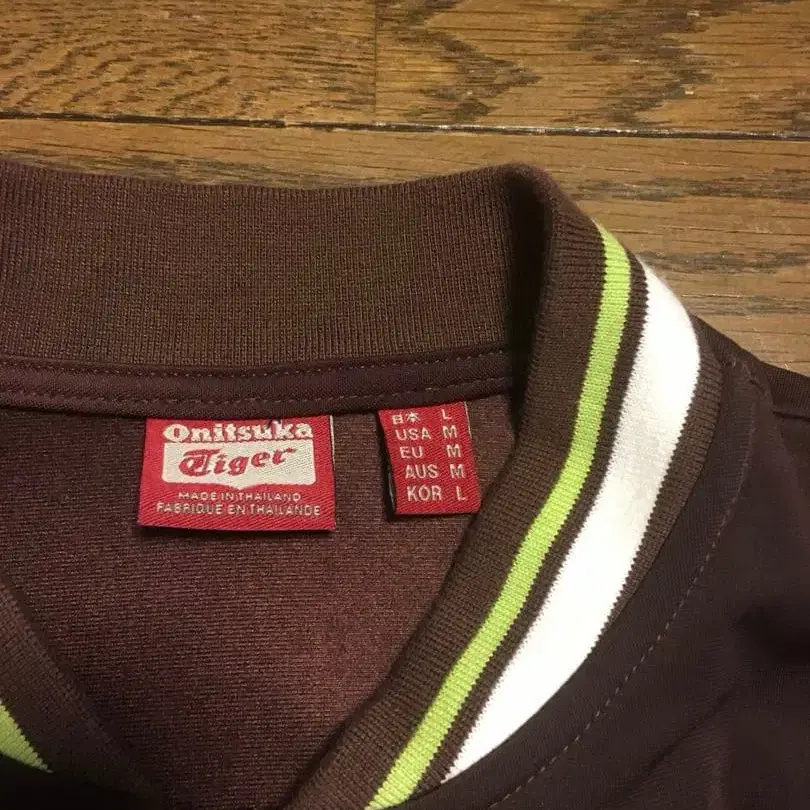 Onitsuka
Tiger
MADE IN THAILAND
FABRIQUE EN THAILANDE
日本 L
USA M
EU M
AUS M
KOR L